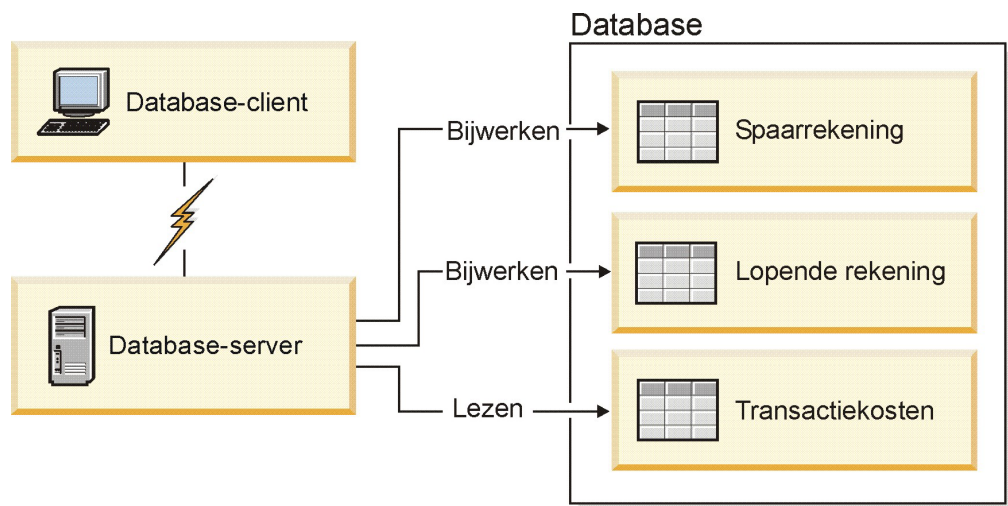 Database
Database-client
Bijwerken
Spaarrekening
Bijwerken
Lopende rekening
Database-server
Lezen
Transactiekosten